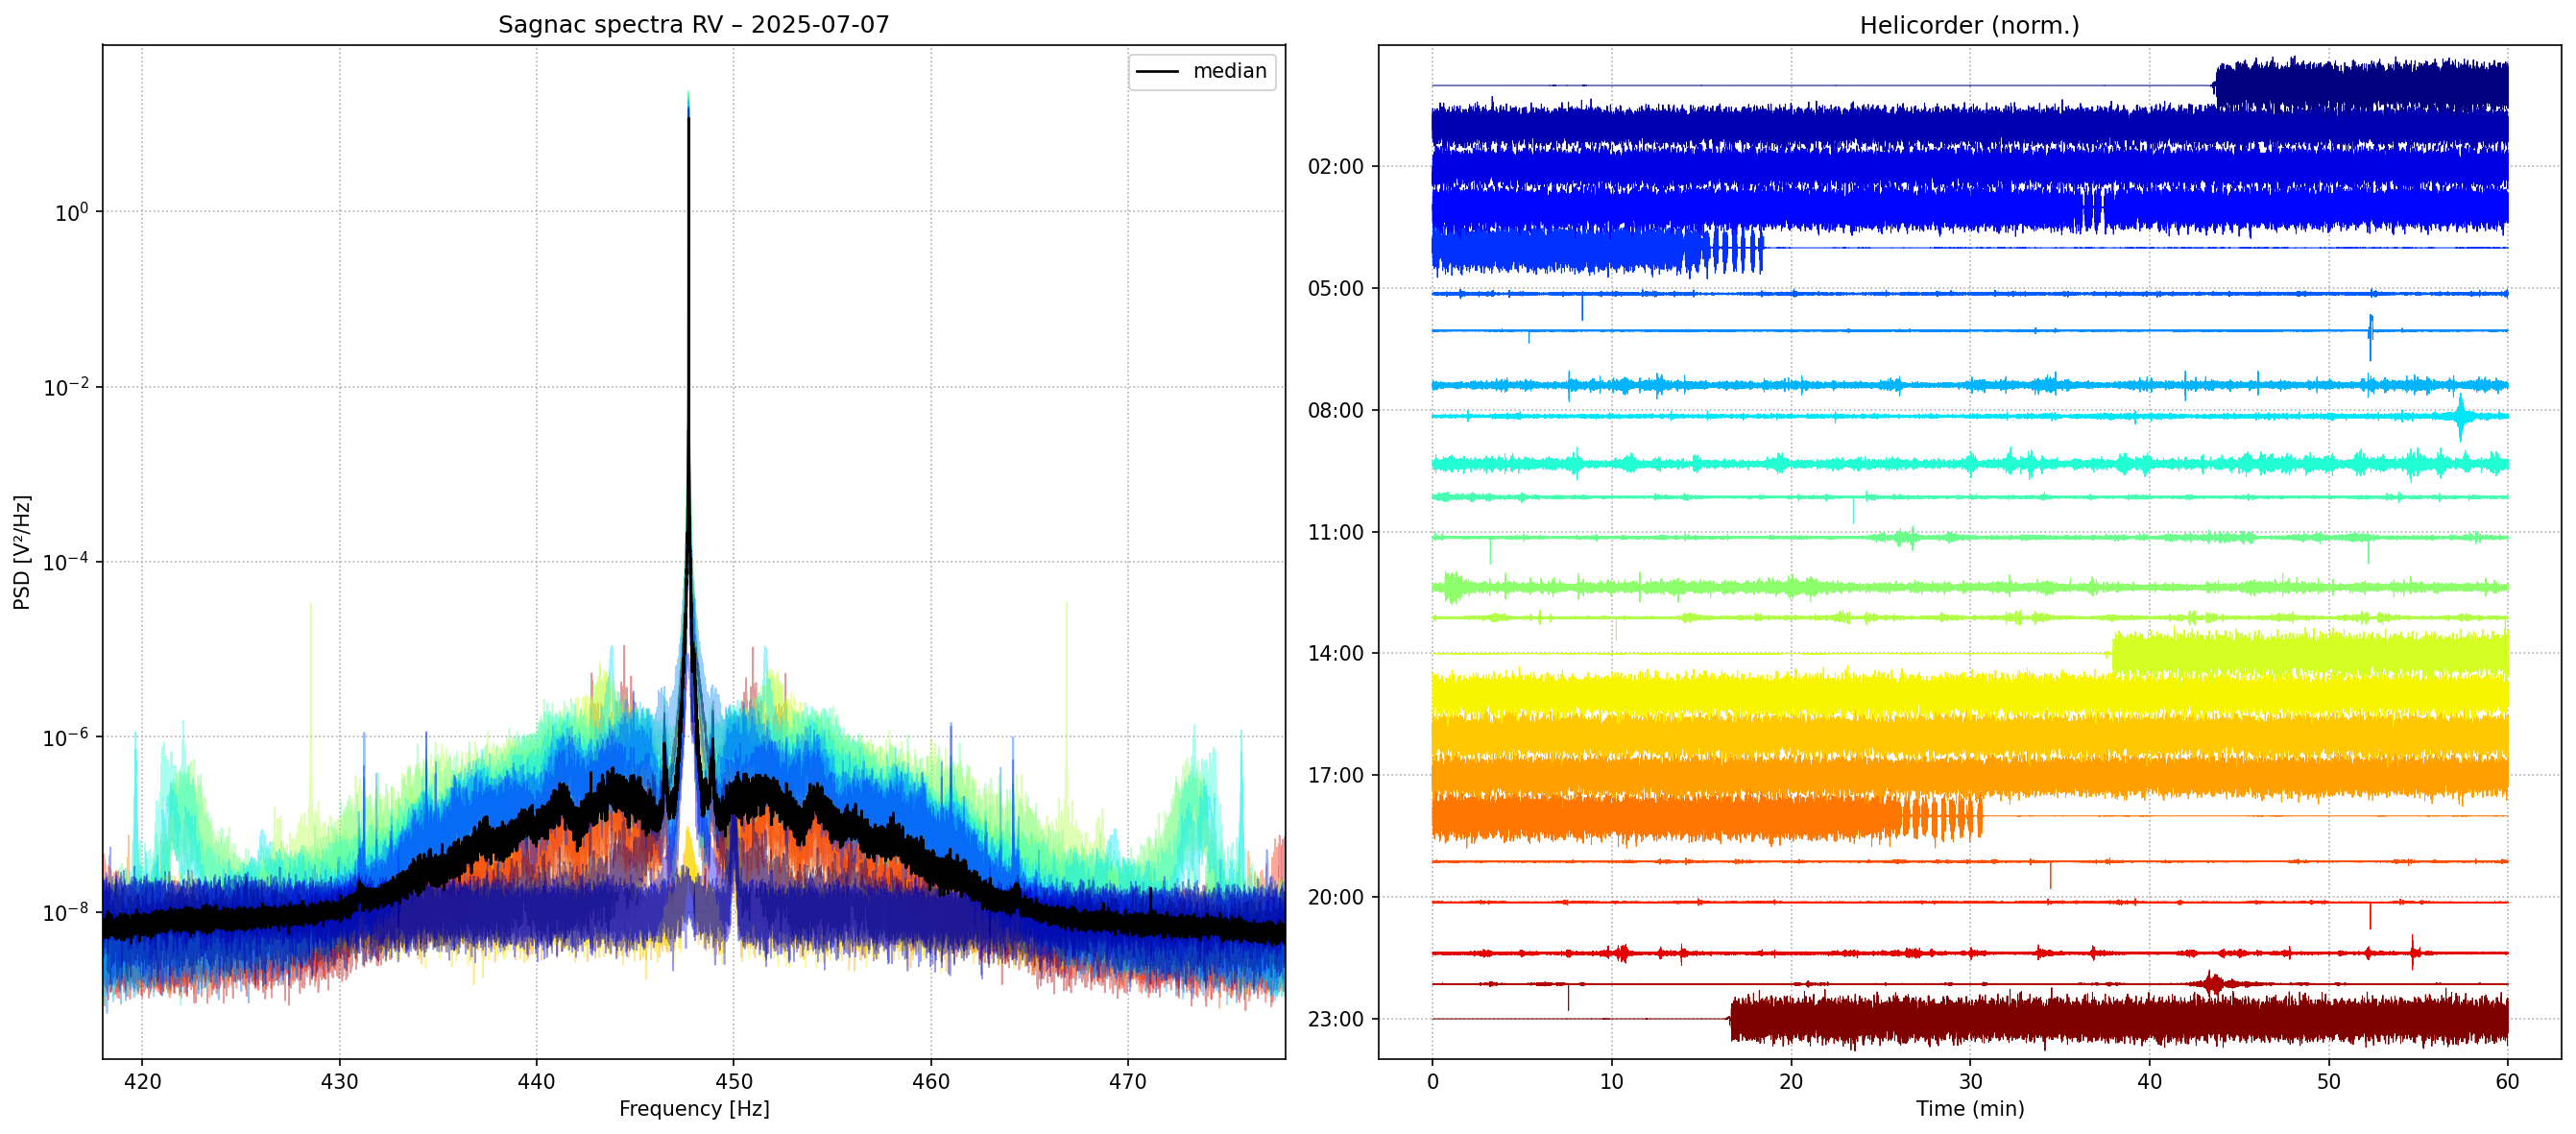 Sagnac spectra RV – 2025-07-07
median
10⁰
10⁻²
10⁻⁴
10⁻⁶
10⁻⁸
PSD [V²/Hz]
420 430 440 450 460 470
Frequency [Hz]
Helicorder (norm.)
02:00
05:00
08:00
11:00
14:00
17:00
20:00
23:00
0 10 20 30 40 50 60
Time (min)